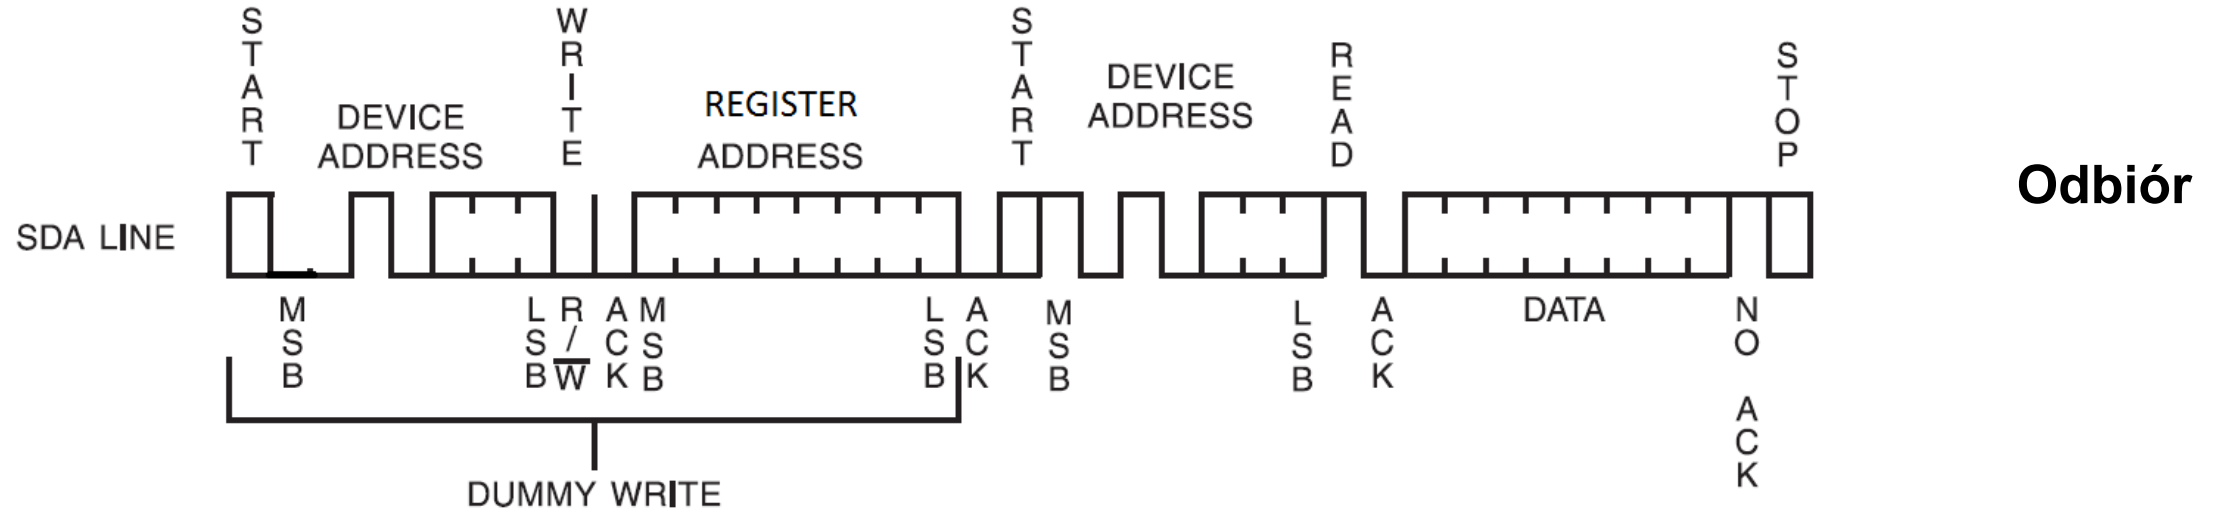 START
WRITE
START
READ
STOP
DEVICE
ADDRESS
REGISTER
ADDRESS
DEVICE
ADDRESS
Odbiór
SDA LINE
MSB
LSB
R/W
ACK
MSB
LSB
ACK
MSB
LSB
ACK
DATA
NO ACK
DUMMY WRITE